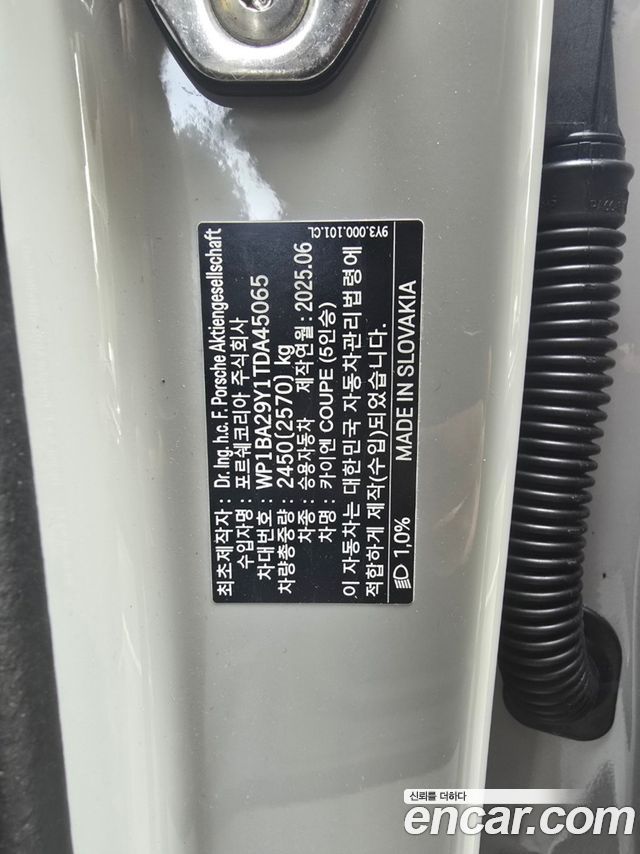 최초제작자 : Dr. Ing. h.c. F. Porsche Aktiengesellschaft
수입자명 : 포르쉐코리아 주식회사
차대번호 : WP1BA29Y1TDA45065
차량총중량 : 2450(2570) kg
차종 : 승용자동차 제작연월 : 2025.06
차명 : 카이엔 COUPE (5인승)
이 자동차는 대한민국 자동차관리법령에
적합하게 제작(수입)되었습니다.
1,0% MADE IN SLOVAKIA
9Y3.000.101.CL
신뢰를 더하다
encar.com